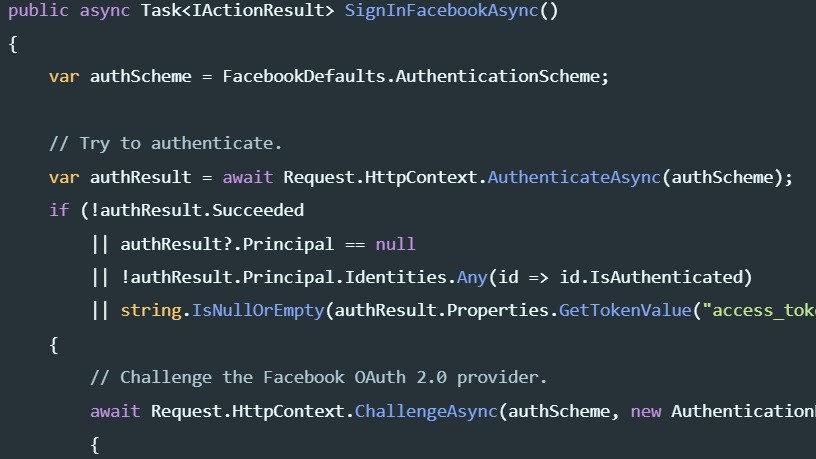 public async Task<IActionResult> SignInFacebookAsync()
{
var authScheme = FacebookDefaults.AuthenticationScheme;
// Try to authenticate.
var authResult = await Request.HttpContext.AuthenticateAsync(authScheme);
if (!authResult.Succeeded
|| authResult?.Principal == null
|| !authResult.Principal.Identities.Any(id => id.IsAuthenticated)
|| string.IsNullOrEmpty(authResult.Properties.GetTokenValue("access_tok
{
// Challenge the Facebook OAuth 2.0 provider.
await Request.HttpContext.ChallengeAsync(authScheme, new Authentication
{